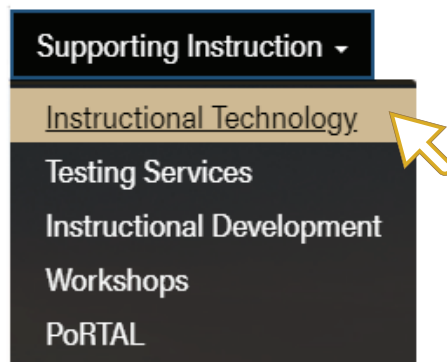 Supporting Instruction
Instructional Technology
Testing Services
Instructional Development
Workshops
PoRTAL